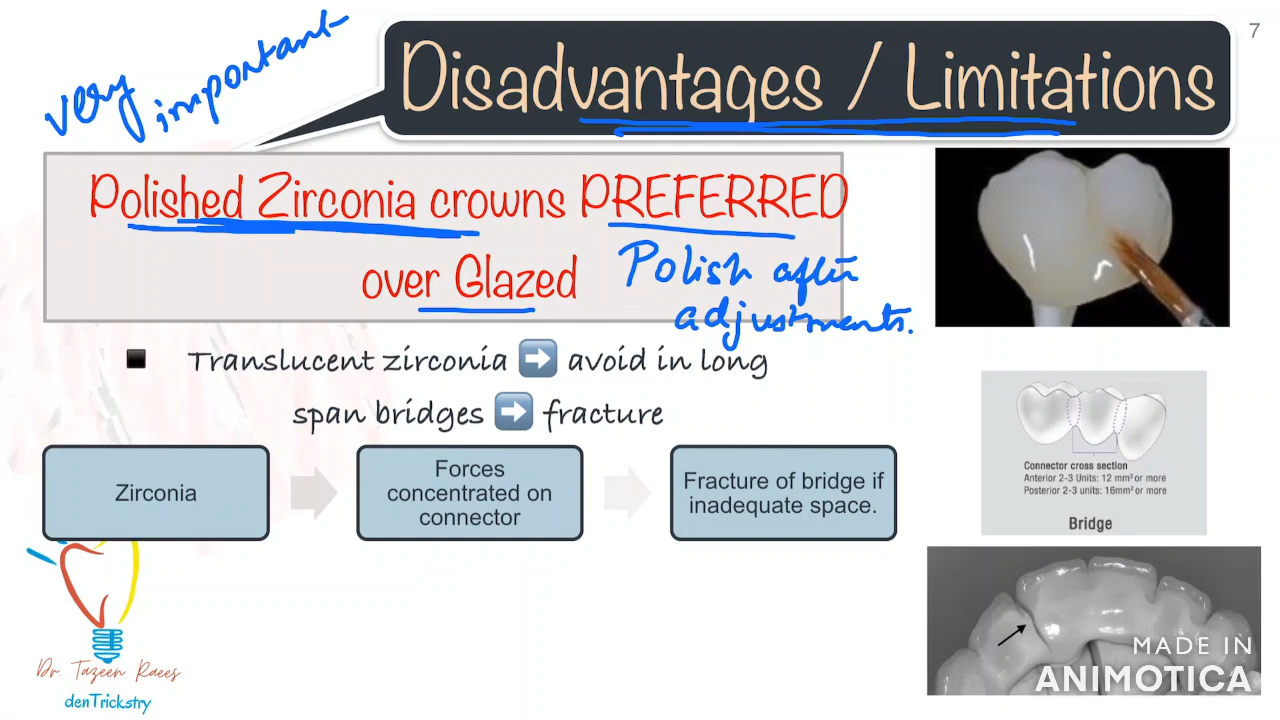 7
very important
Disadvantages / Limitations
Polished Zirconia crowns PREFERRED
over Glazed
Polish after
adjustments.
Translucent zirconia ➡ avoid in long
span bridges ➡ fracture
Zirconia
Forces
concentrated on
connector
Fracture of bridge if
inadequate space.
Connector cross section
Anterior 2-3 Units: 12 mm² or more
Posterior 2-3 units: 16mm² or more
Bridge
Dr. Tazeen Raees
denTrickstry
MADE IN
ANIMOTICA